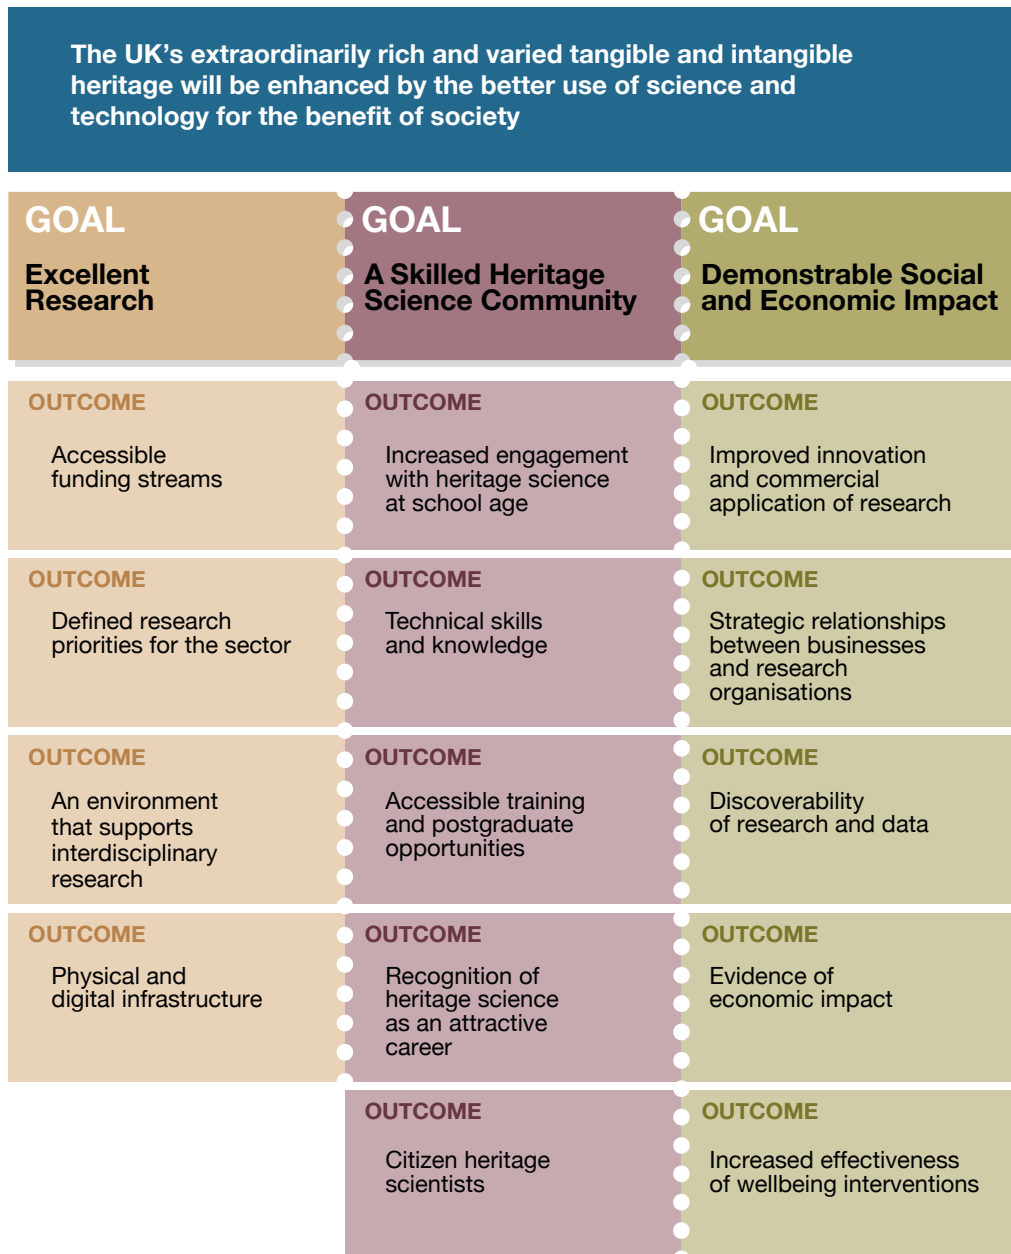 The UK's extraordinarily rich and varied tangible and intangible
heritage will be enhanced by the better use of science and
technology for the benefit of society
GOAL
Excellent
Research
OUTCOME
Accessible
funding streams
OUTCOME
Defined research
priorities for the sector
OUTCOME
An environment
that supports
interdisciplinary
research
OUTCOME
Physical and
digital infrastructure
GOAL
A Skilled Heritage
Science Community
OUTCOME
Increased engagement
with heritage science
at school age
OUTCOME
Technical skills
and knowledge
OUTCOME
Accessible training
and postgraduate
opportunities
OUTCOME
Recognition of
heritage science
as an attractive
career
OUTCOME
Citizen heritage
scientists
GOAL
Demonstrable Social
and Economic Impact
OUTCOME
Improved innovation
and commercial
application of research
OUTCOME
Strategic relationships
between businesses
and research
organisations
OUTCOME
Discoverability
of research and data
OUTCOME
Evidence of
economic impact
OUTCOME
Increased effectiveness
of wellbeing interventions